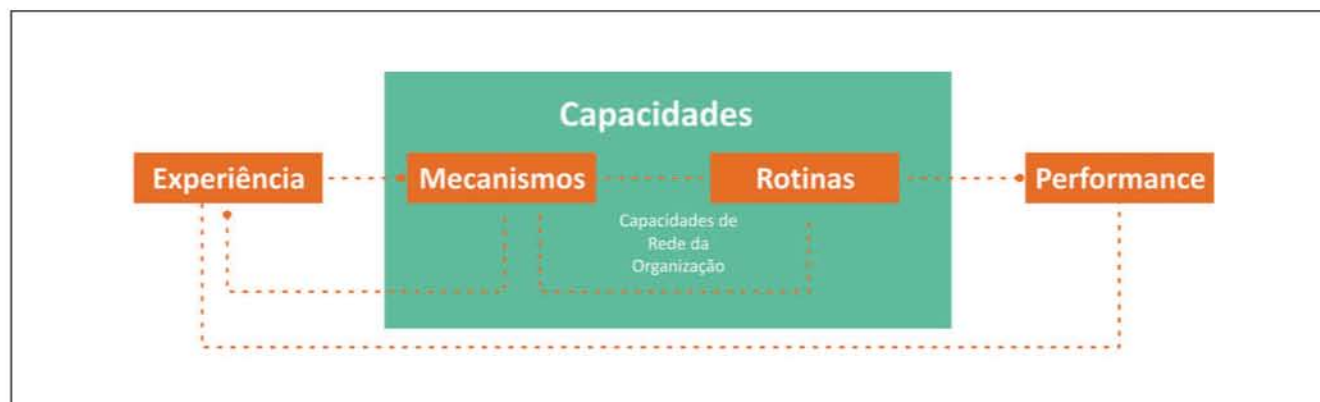 Capacidades
Experiência
Mecanismos
Rotinas
Performance
Capacidades de
Rede da
Organização